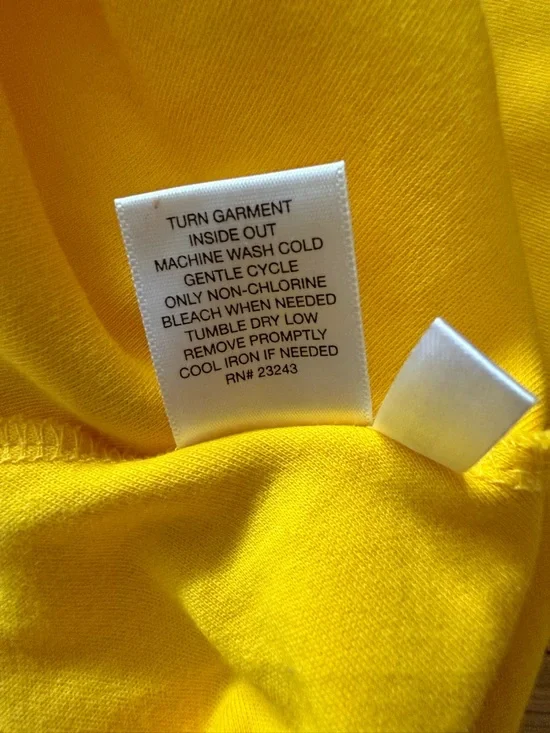 TURN GARMENT
INSIDE OUT
MACHINE WASH COLD
GENTLE CYCLE
ONLY NON-CHLORINE
BLEACH WHEN NEEDED
TUMBLE DRY LOW
REMOVE PROMPTLY
COOL IRON IF NEEDED
RN# 23243